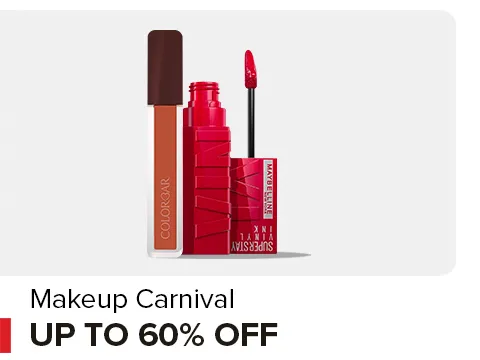 COLORBAR
MAYBELLINE
SUPERSTAY
VINYL
INK
Makeup Carnival
UP TO 60% OFF